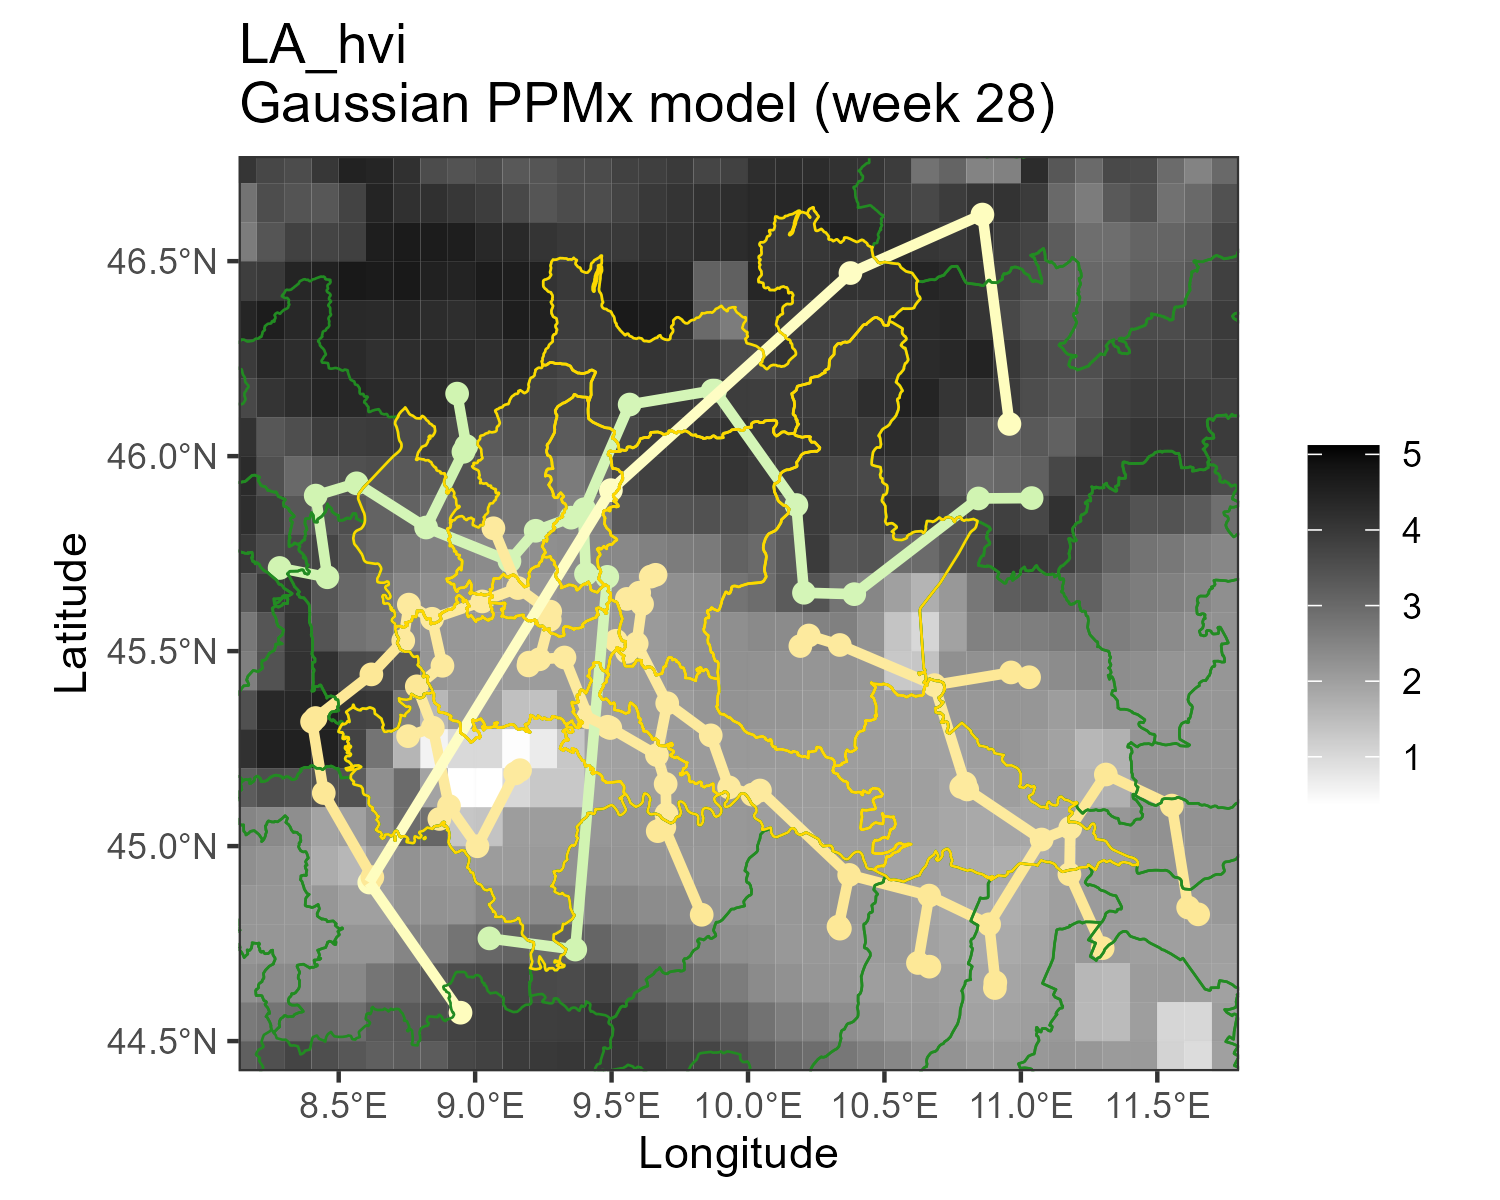 LA_hvi
Gaussian PPMx model (week 28)
46.5°N
46.0°N
45.5°N
45.0°N
44.5°N
Latitude
8.5°E 9.0°E 9.5°E 10.0°E 10.5°E 11.0°E 11.5°E
Longitude
5
4
3
2
1